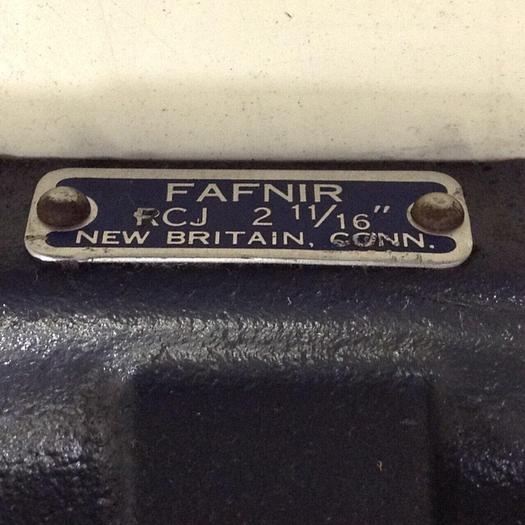 FAFNIR
RCJ 2 11/16"
NEW BRITAIN, CONN.